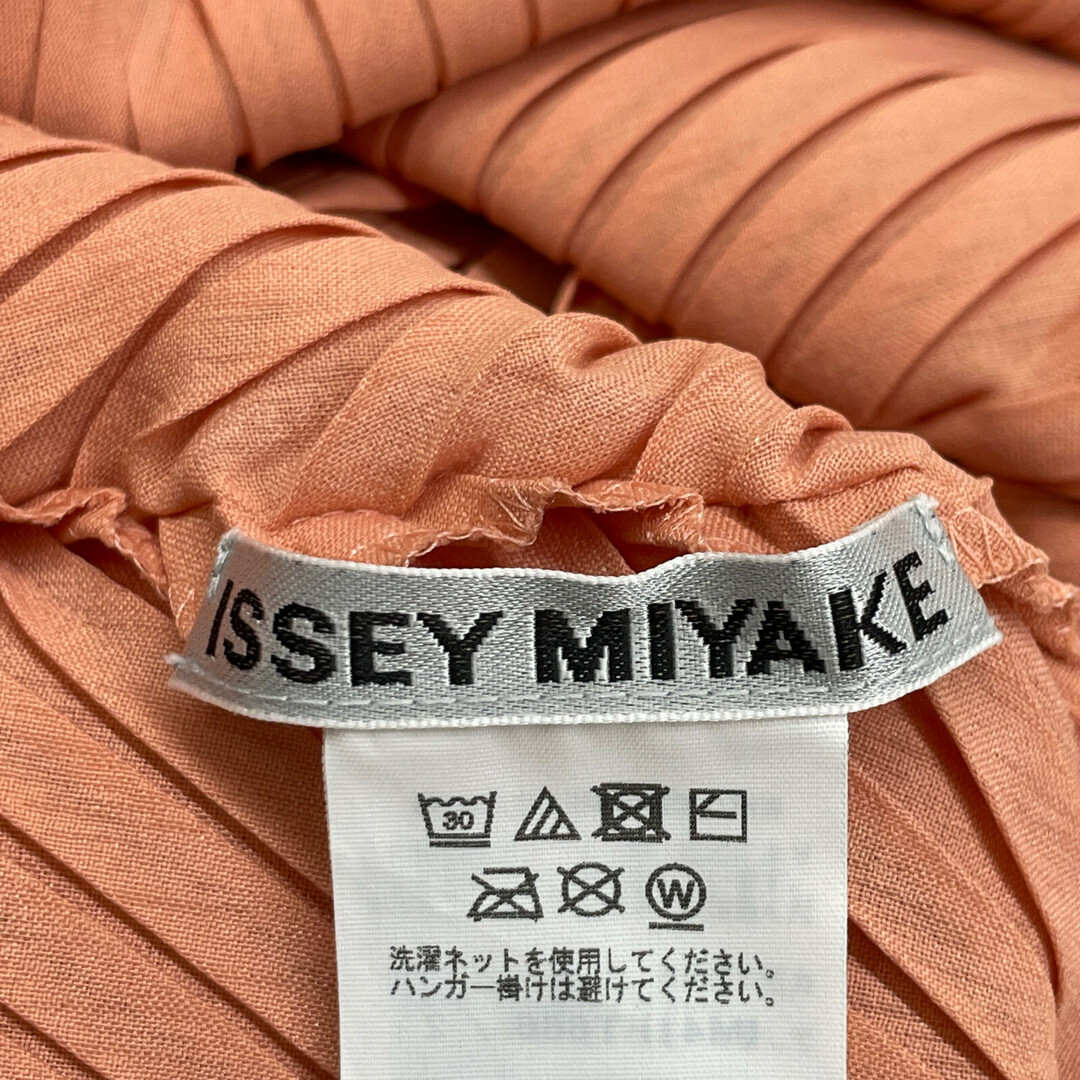 ISSEY MIYAKE
30
W
洗濯ネットを使用してください。
ハンガー掛けは避けてください。